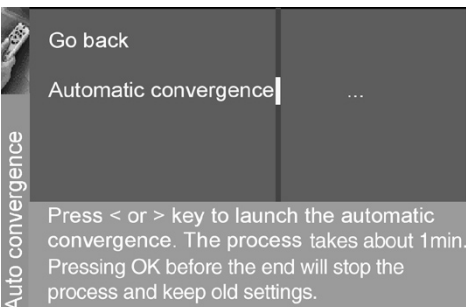 Go back
Automatic convergence
...
Auto convergence
Press < or > key to launch the automatic
convergence. The process takes about 1min.
Pressing OK before the end will stop the
process and keep old settings.